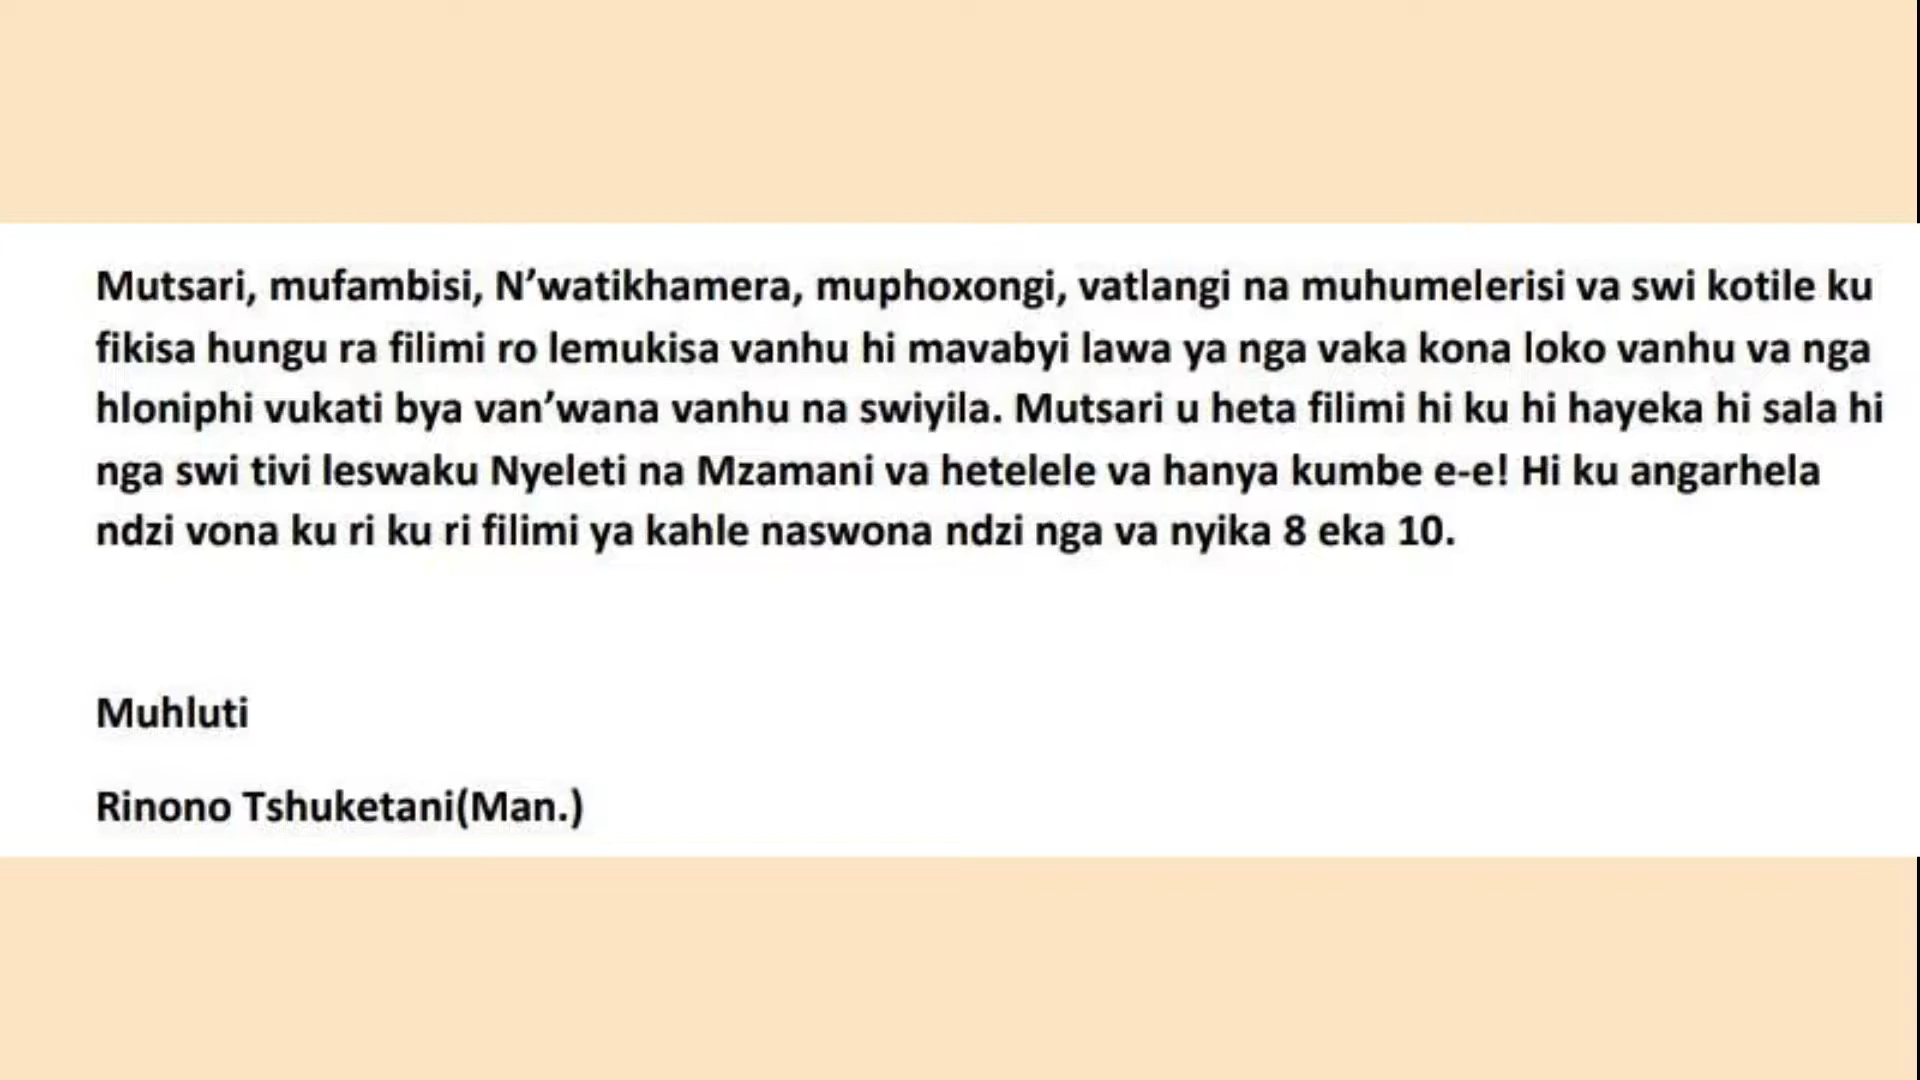 Mutsari, mufambisi, N’watikhamera, muphoxongi, vatlangi na muhumelerisi va swi kotile ku
fikisa hungu ra filimi ro lemukisa vanhu hi mavabyi lawa ya nga vaka kona loko vanhu va nga
hloniphi vukati bya van’wana vanhu na swiyila. Mutsari u heta filimi hi ku hi hayeka hi sala hi
nga swi tivi leswaku Nyeleti na Mzamani va hetelele va hanya kumbe e-e! Hi ku angarhela
ndzi vona ku ri ku ri filimi ya kahle naswona ndzi nga va nyika 8 eka 10.
Muhluti
Rinono Tshuketani(Man.)